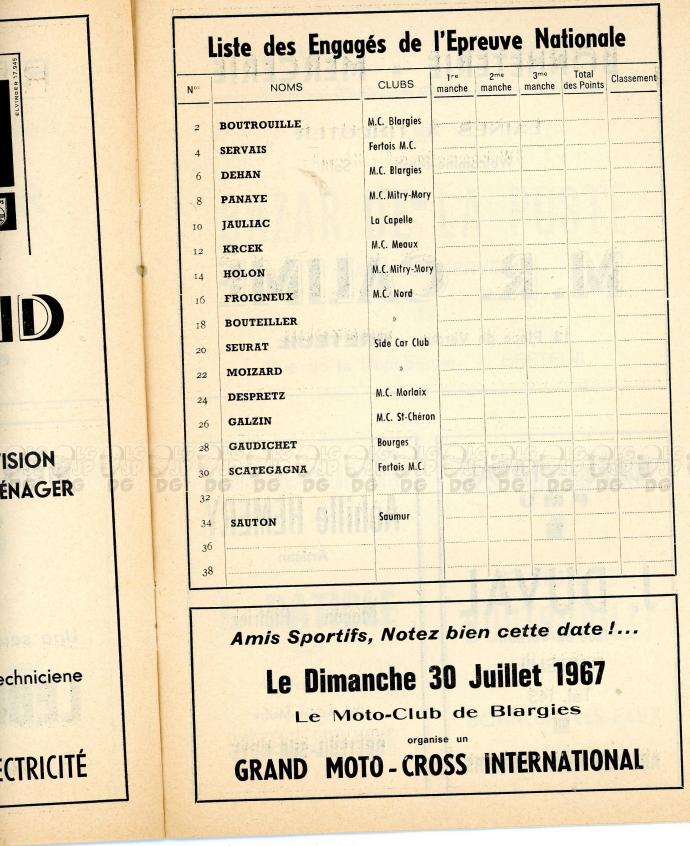 ELVINGER 17.945
ID
VISION
ÉNAGER
echniciene
ECTRICITÉ
Liste des Engagés de l'Epreuve Nationale
Nos NOMS CLUBS 1re manche 2me manche 3me manche Total des Points Classement
2 BOUTROUILLE M.C. Blargies
4 SERVAIS Fertois M.C.
6 DEHAN M.C. Blargies
8 PANAYE M.C. Mitry-Mory
10 JAULIAC La Capelle
12 KRCEK M.C. Meaux
14 HOLON M.C. Mitry-Mory
16 FROIGNEUX M.C. Nord
18 BOUTEILLER »
20 SEURAT Side Car Club
22 MOIZARD »
24 DESPRETZ M.C. Morlaix
26 GALZIN M.C. St-Chéron
28 GAUDICHET Bourges
30 SCATEGAGNA Fertois M.C.
32
34 SAUTON Saumur
36
38
Amis Sportifs, Notez bien cette date !...
Le Dimanche 30 Juillet 1967
Le Moto-Club de Blargies
organise un
GRAND MOTO-CROSS INTERNATIONAL